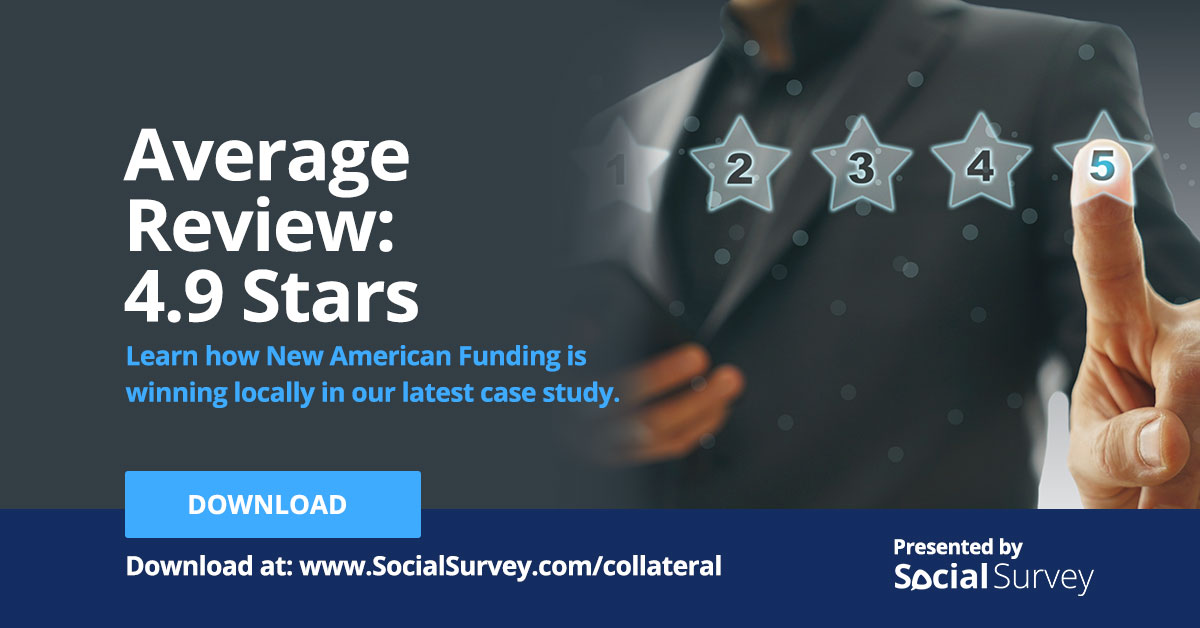 Average
Review:
4.9 Stars
Learn how New American Funding is
winning locally in our latest case study.
DOWNLOAD
Download at: www.SocialSurvey.com/collateral
1 2 3 4 5
Presented by
SocialSurvey